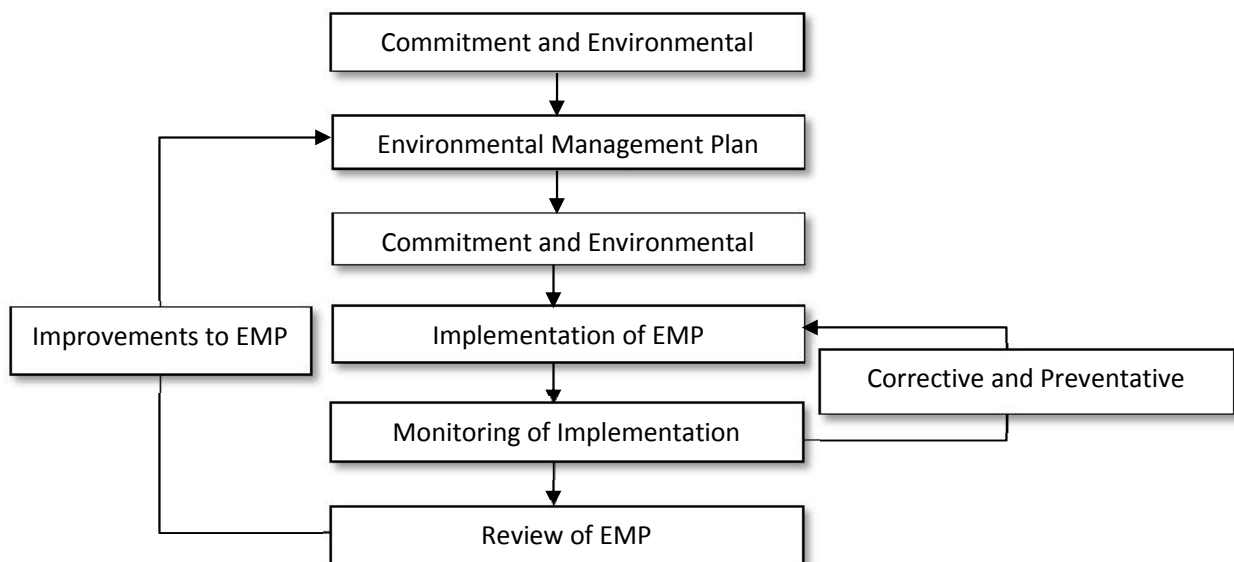 Commitment and Environmental
Environmental Management Plan
Commitment and Environmental
Improvements to EMP
Implementation of EMP
Corrective and Preventative
Monitoring of Implementation
Review of EMP